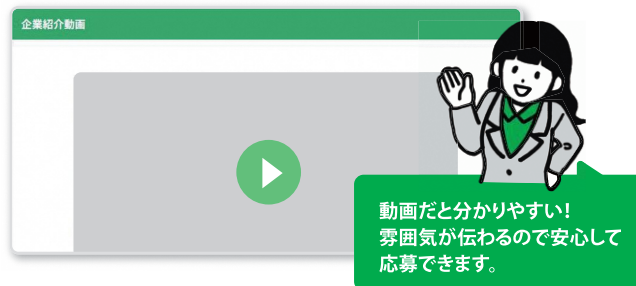 企業紹介動画
動画だと分かりやすい！
雰囲気が伝わるので安心して
応募できます。